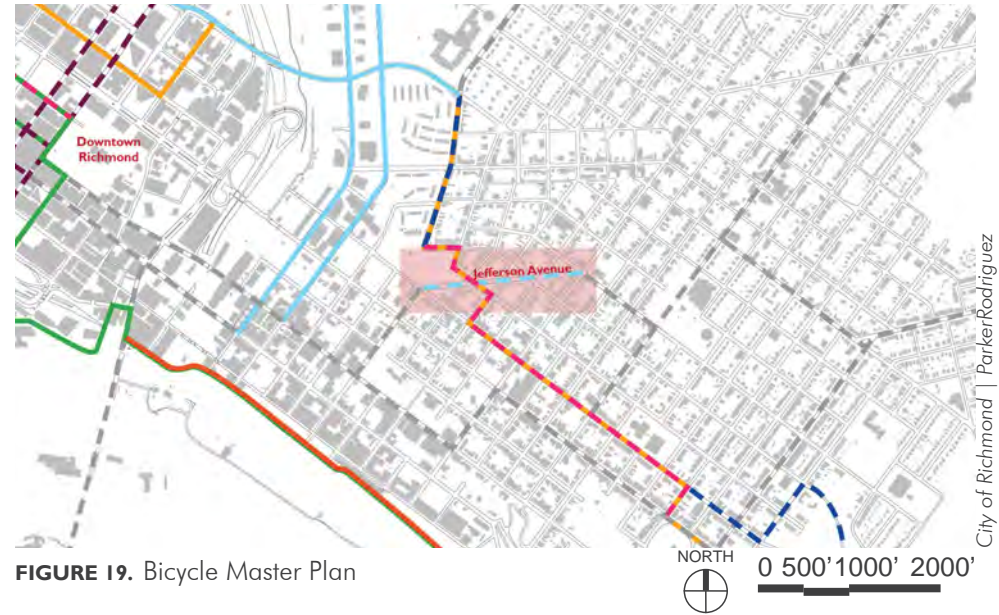 Downtown
Richmond
Jefferson Avenue
City of Richmond | ParkerRodriguez
FIGURE 19. Bicycle Master Plan
NORTH
0 500' 1000' 2000'